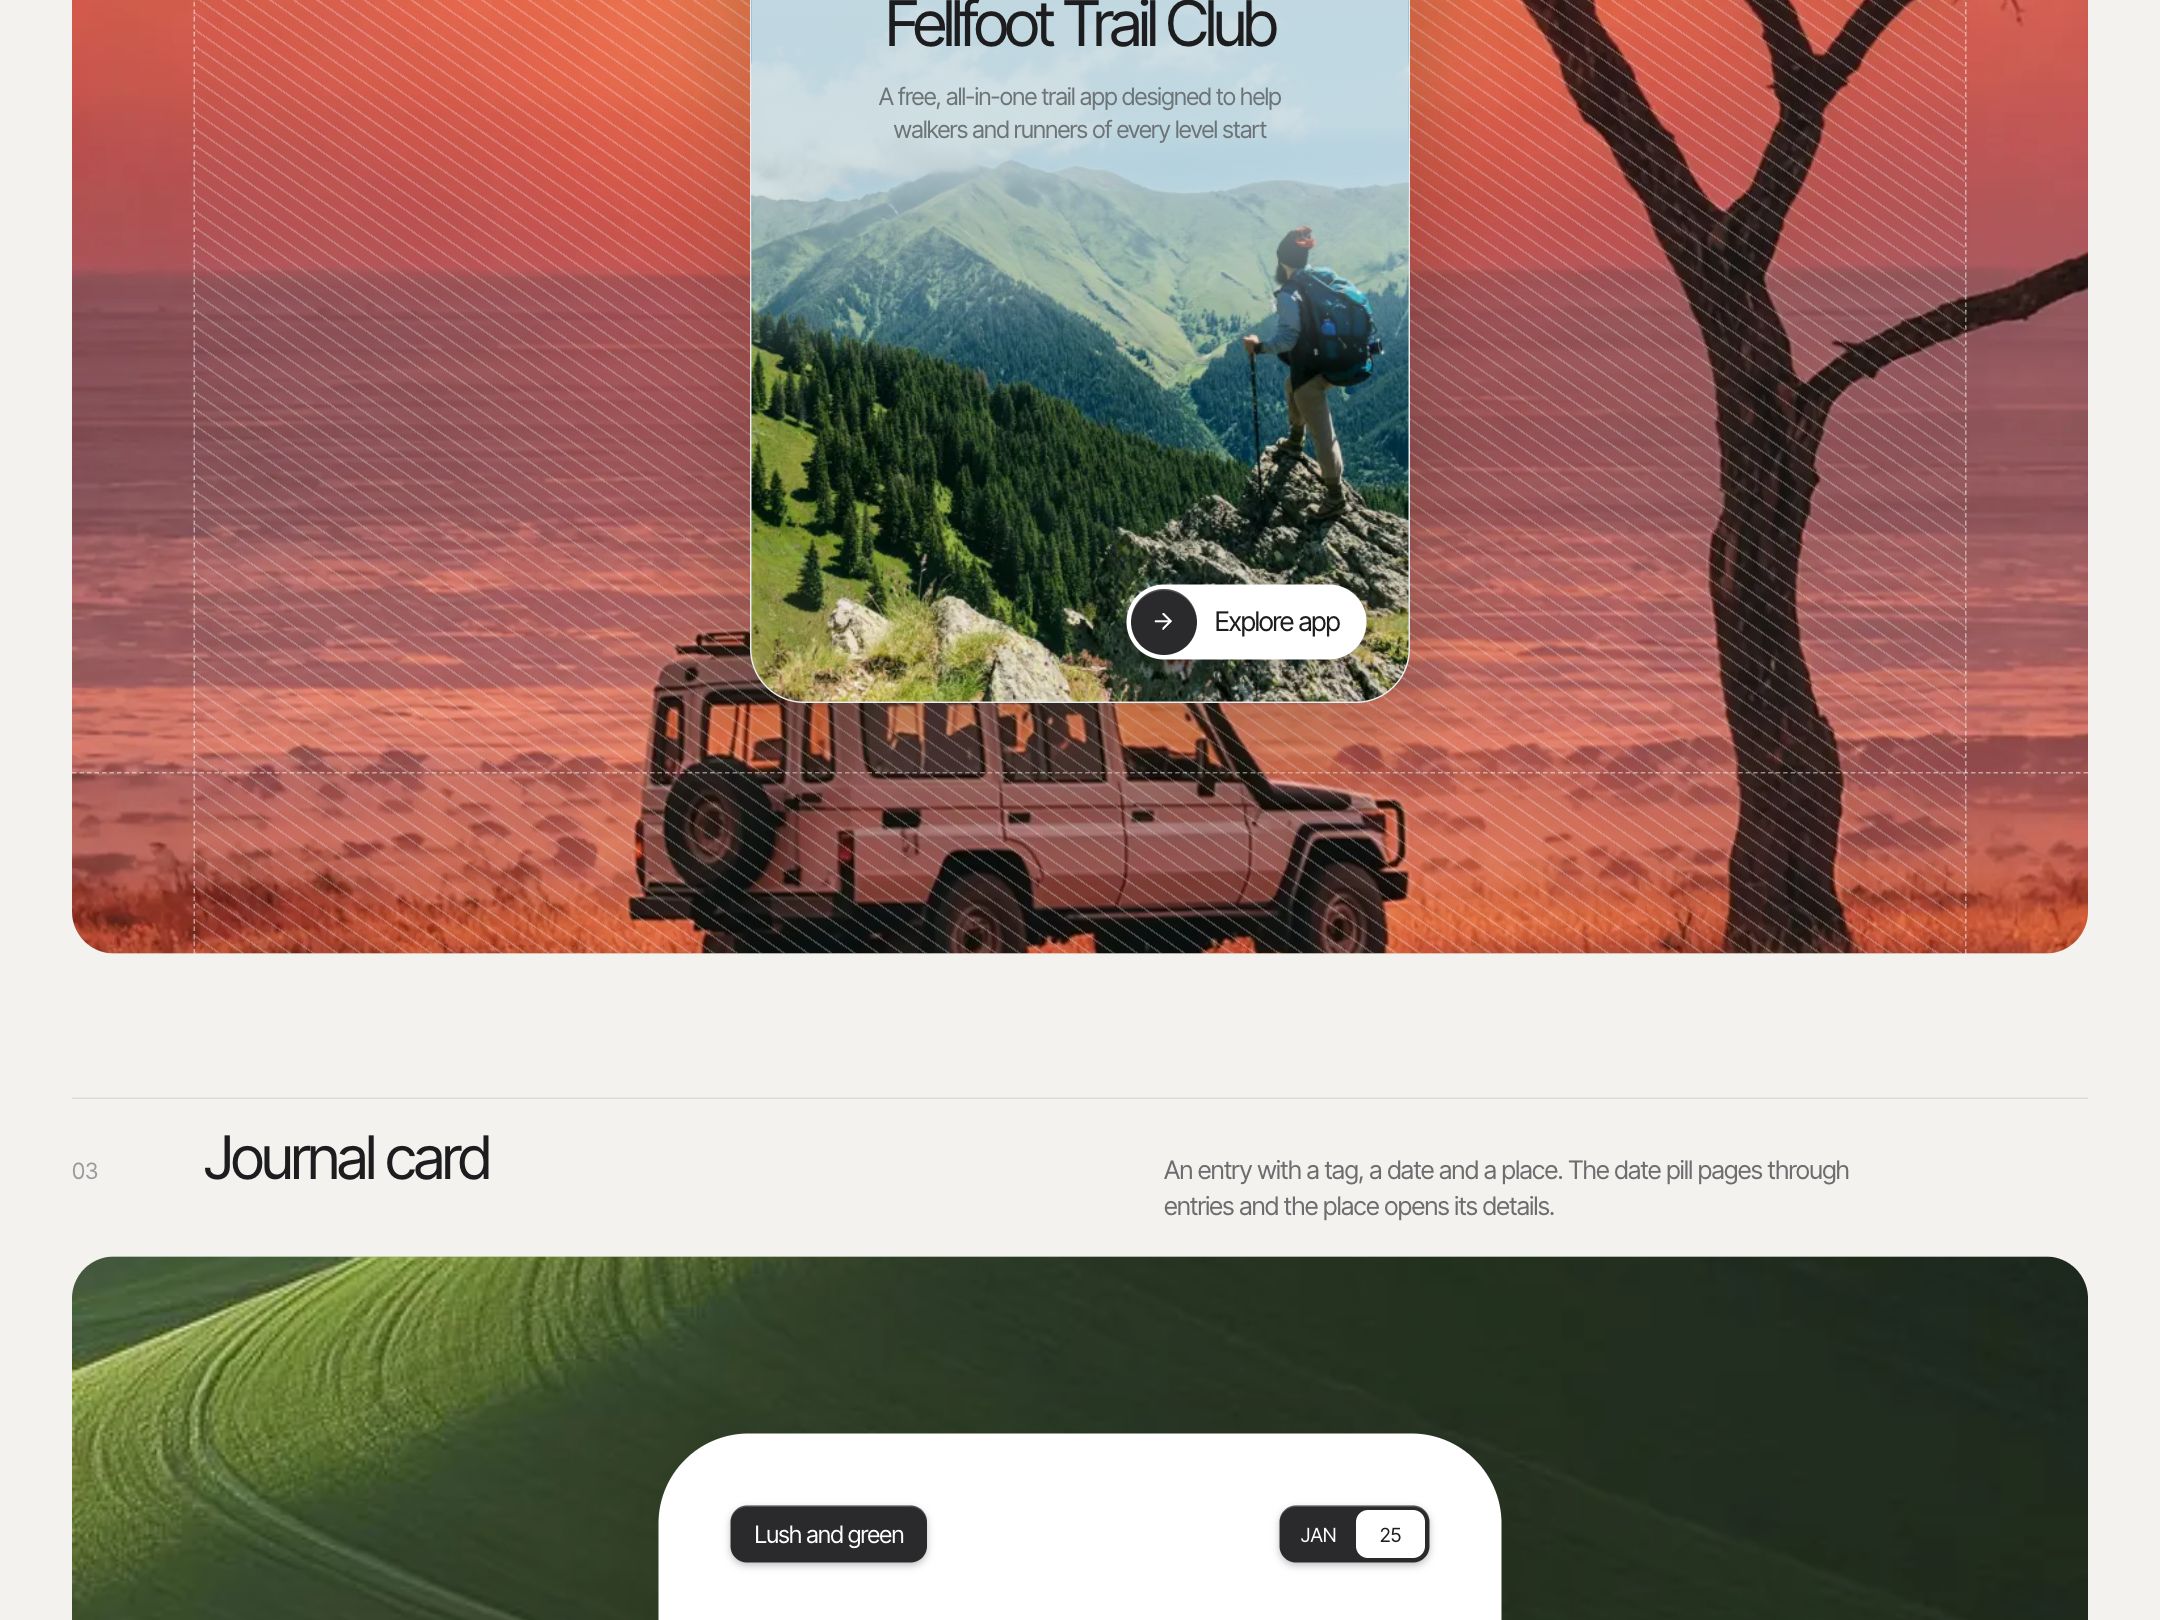 Fellfoot Trail Club
A free, all-in-one trail app designed to help
walkers and runners of every level start
Explore app
03
Journal card
An entry with a tag, a date and a place. The date pill pages through
entries and the place opens its details.
Lush and green
JAN 25